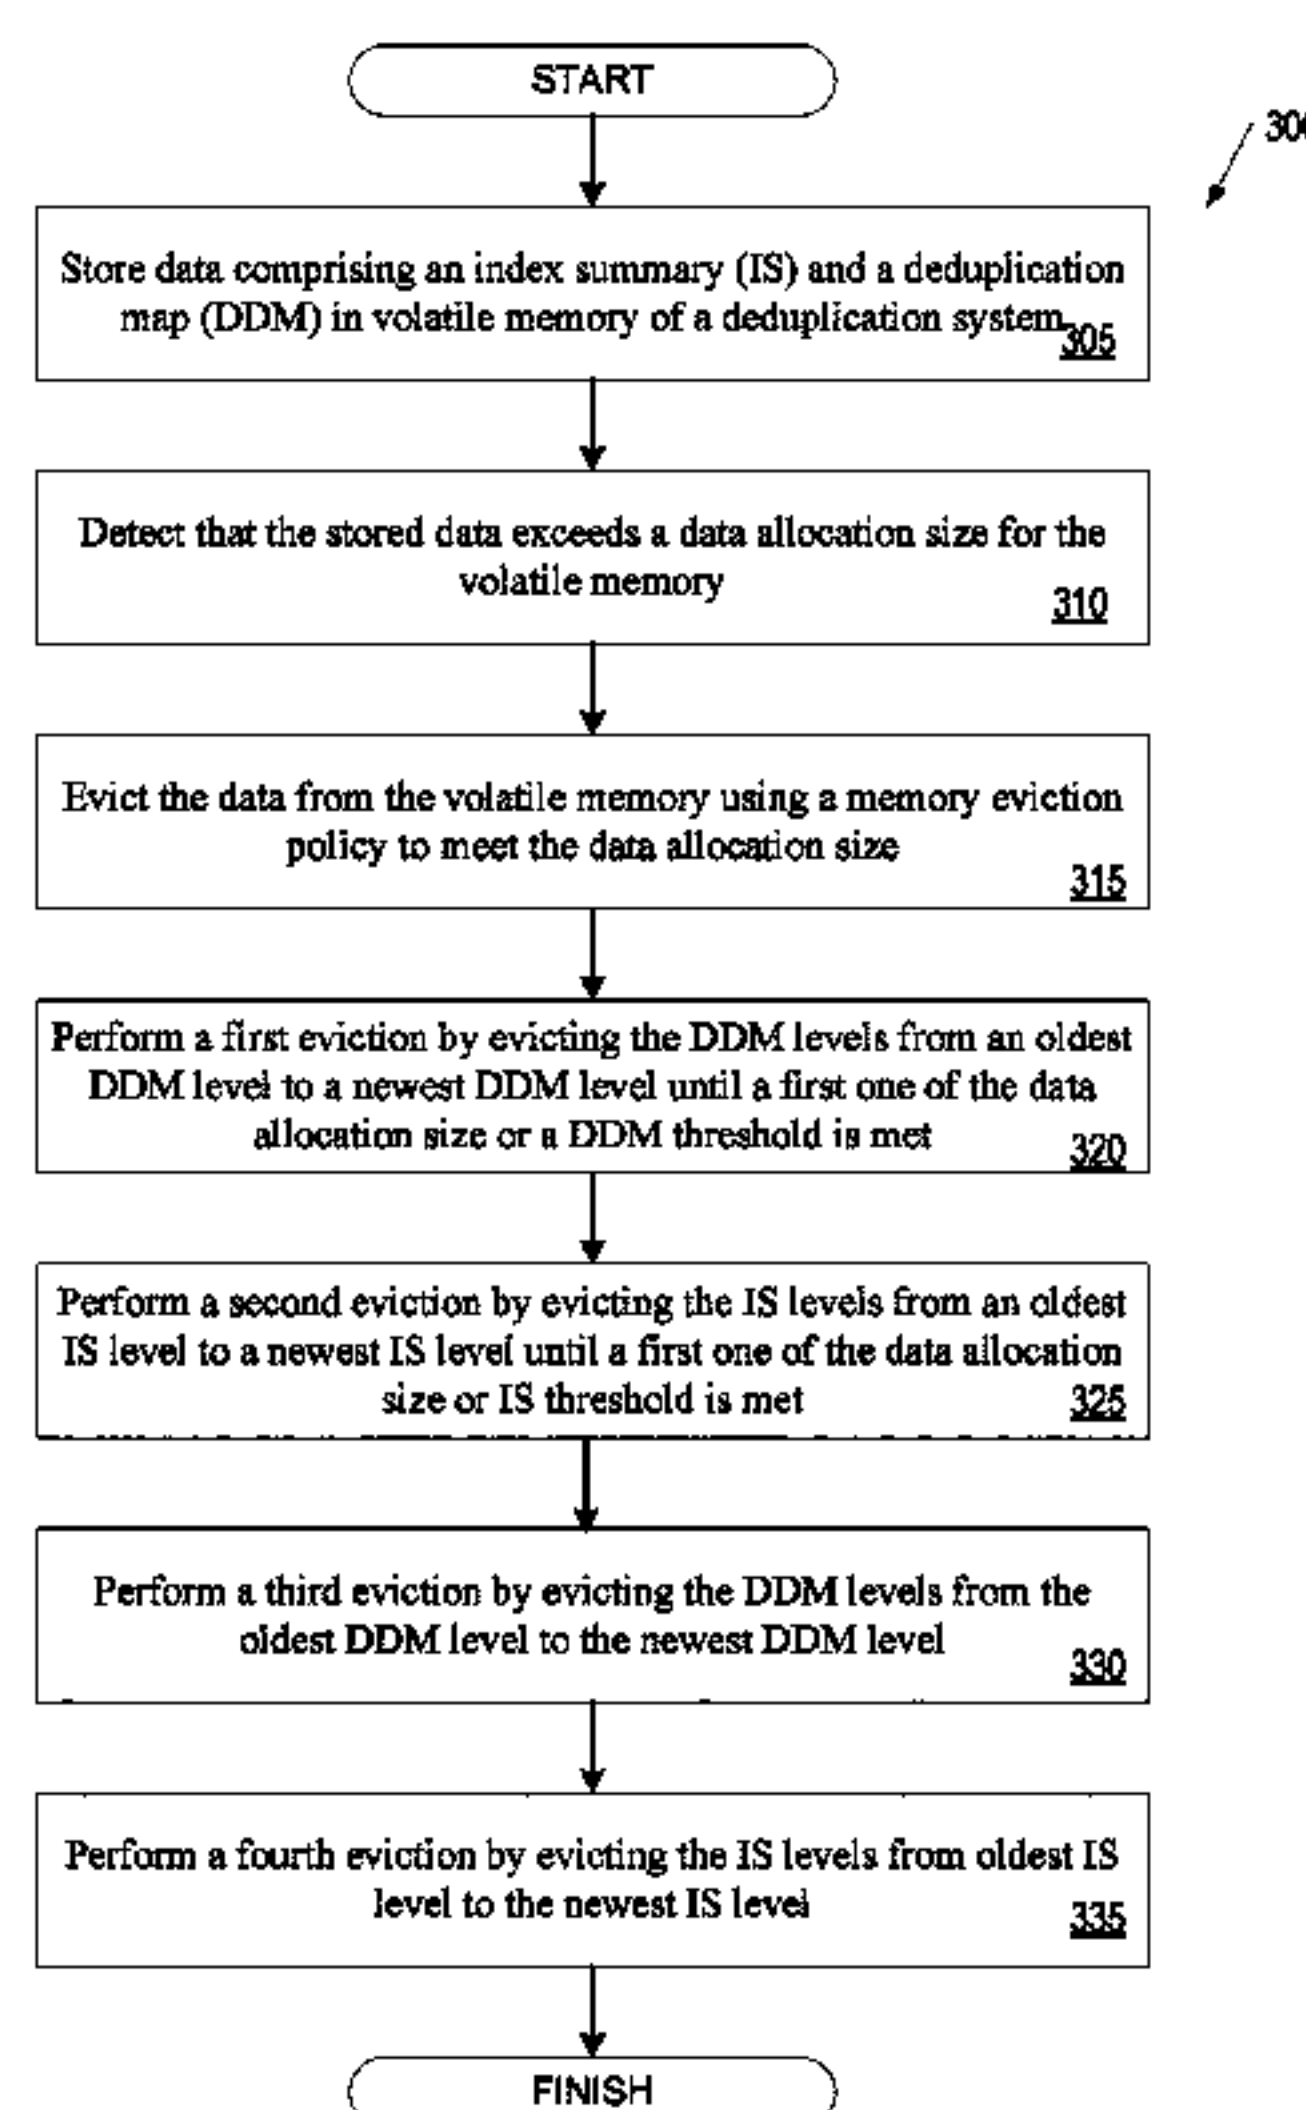 START
300
Store data comprising an index summary (IS) and a deduplication
map (DDM) in volatile memory of a deduplication system
305
Detect that the stored data exceeds a data allocation size for the
volatile memory
310
Evict the data from the volatile memory using a memory eviction
policy to meet the data allocation size
315
Perform a first eviction by evicting the DDM levels from an oldest
DDM level to a newest DDM level until a first one of the data
allocation size or a DDM threshold is met
320
Perform a second eviction by evicting the IS levels from an oldest
IS level to a newest IS level until a first one of the data allocation
size or IS threshold is met
325
Perform a third eviction by evicting the DDM levels from the
oldest DDM level to the newest DDM level
330
Perform a fourth eviction by evicting the IS levels from oldest IS
level to the newest IS level
335
FINISH